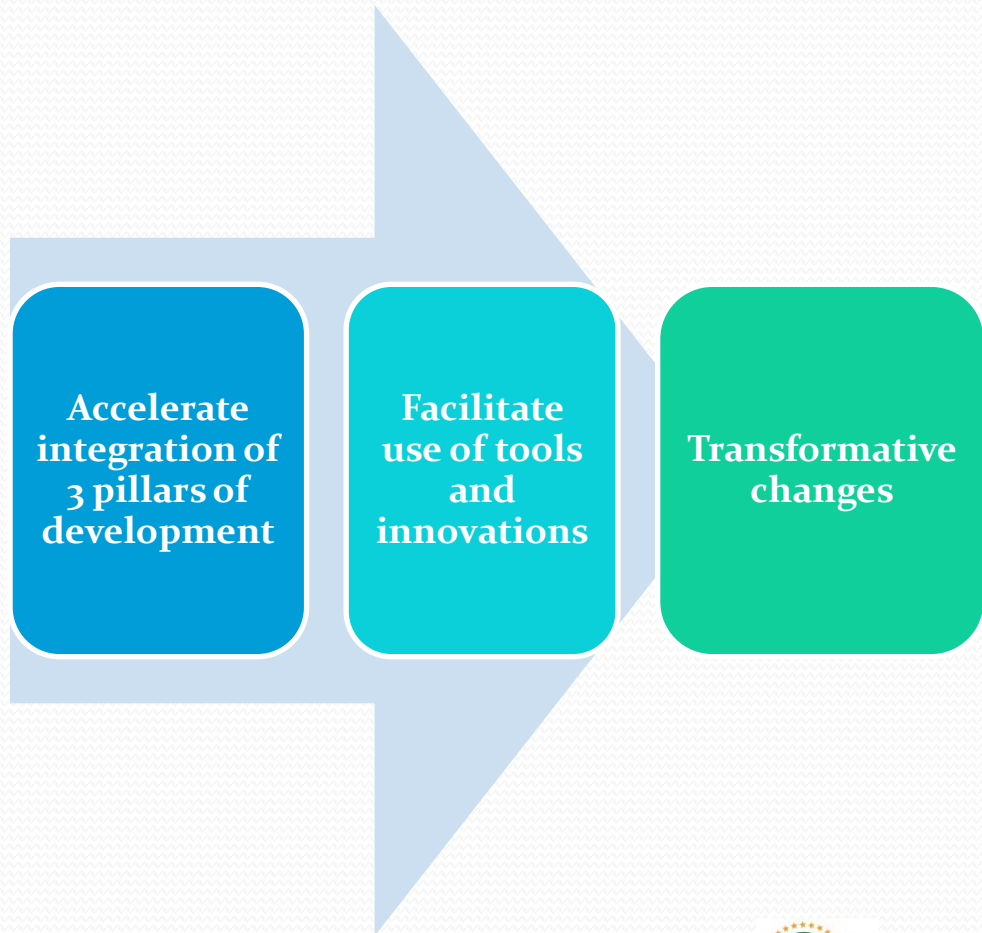 Accelerate
integration of
3 pillars of
development
Facilitate
use of tools
and
innovations
Transformative
changes